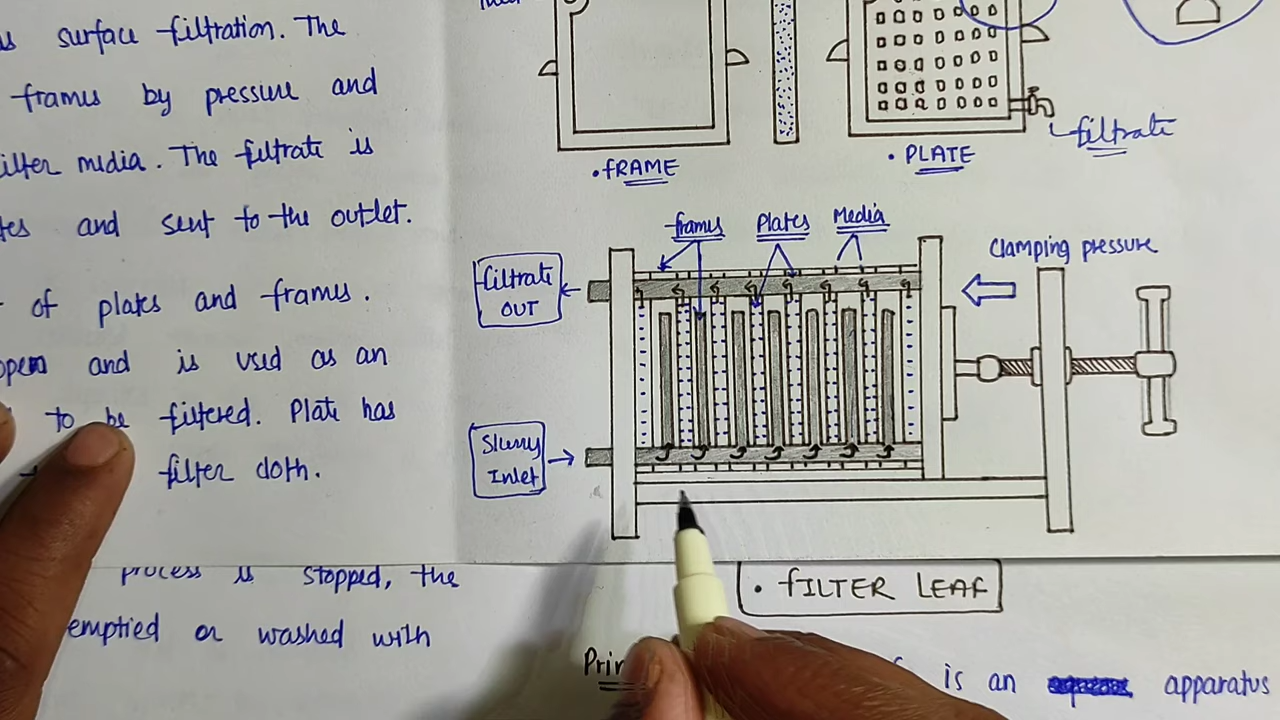 surface filtration. The
frames by pressure and
filter media. The filtrate is
and sent to the outlet.
of plates and frames.
open and is used as an
to be filtered. Plate has
filter cloth.
process is stopped, the
emptied or washed with
• FRAME
• PLATE
filtrate
frames Plates Media
Clamping pressure
filtrate
OUT
Slurry
Inlet
• FILTER LEAF
is an apparatus